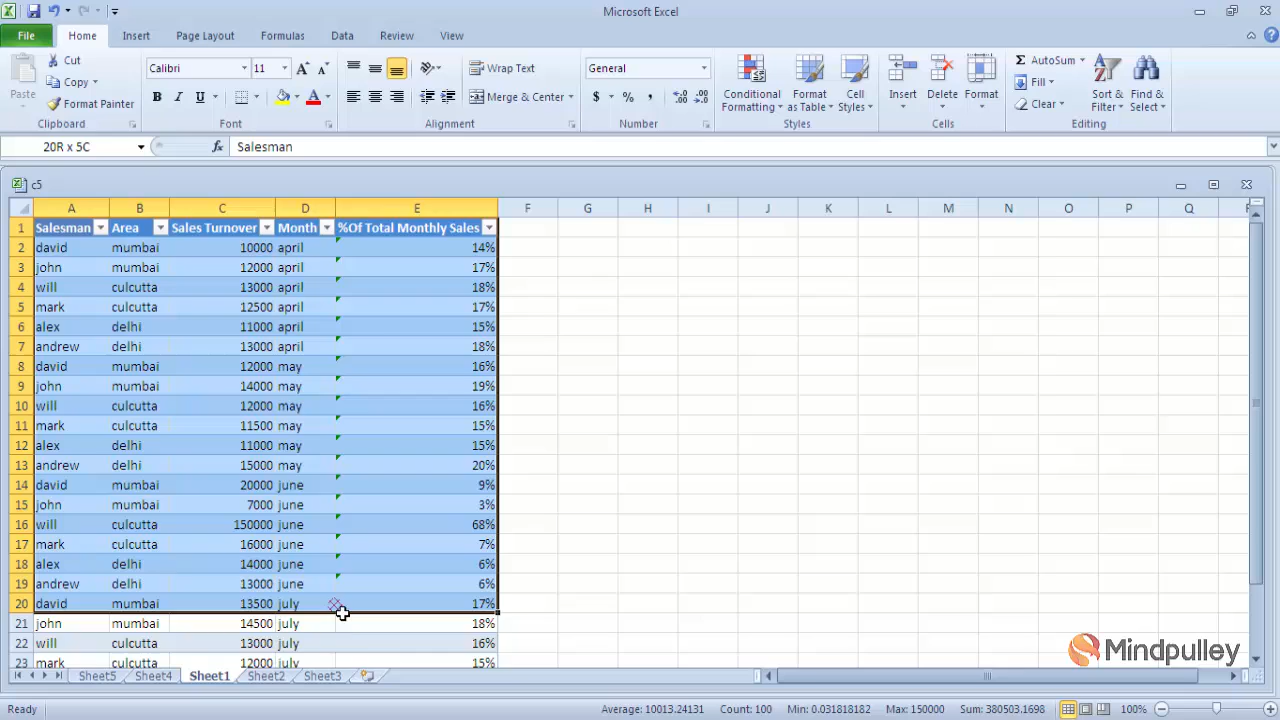 Microsoft Excel
File Home Insert Page Layout Formulas Data Review View
Paste Cut Copy Format Painter Clipboard
Calibri 11 B I U A Font
Wrap Text Merge & Center Alignment
General $ % , Number
Conditional Formatting Format as Table Cell Styles Styles
Insert Delete Format Cells
Σ AutoSum Fill Clear Sort & Filter Find & Select Editing
20R x 5C fx Salesman
c5
A B C D E F G H I J K L M N O P Q
1 Salesman Area Sales Turnover Month %Of Total Monthly Sales
2 david mumbai 10000 april 14%
3 john mumbai 12000 april 17%
4 will culcutta 13000 april 18%
5 mark culcutta 12500 april 17%
6 alex delhi 11000 april 15%
7 andrew delhi 13000 april 18%
8 david mumbai 12000 may 16%
9 john mumbai 14000 may 19%
10 will culcutta 12000 may 16%
11 mark culcutta 11500 may 15%
12 alex delhi 11000 may 15%
13 andrew delhi 15000 may 20%
14 david mumbai 20000 june 9%
15 john mumbai 7000 june 3%
16 will culcutta 150000 june 68%
17 mark culcutta 16000 june 7%
18 alex delhi 14000 june 6%
19 andrew delhi 13000 june 6%
20 david mumbai 13500 july 17%
21 john mumbai 14500 july 18%
22 will culcutta 13000 july 16%
23 mark culcutta 12000 july 15%
Mindpulley
Sheet5 Sheet4 Sheet1 Sheet2 Sheet3
Ready Average: 10013.24131 Count: 100 Min: 0.031818182 Max: 150000 Sum: 380503.1698 100%